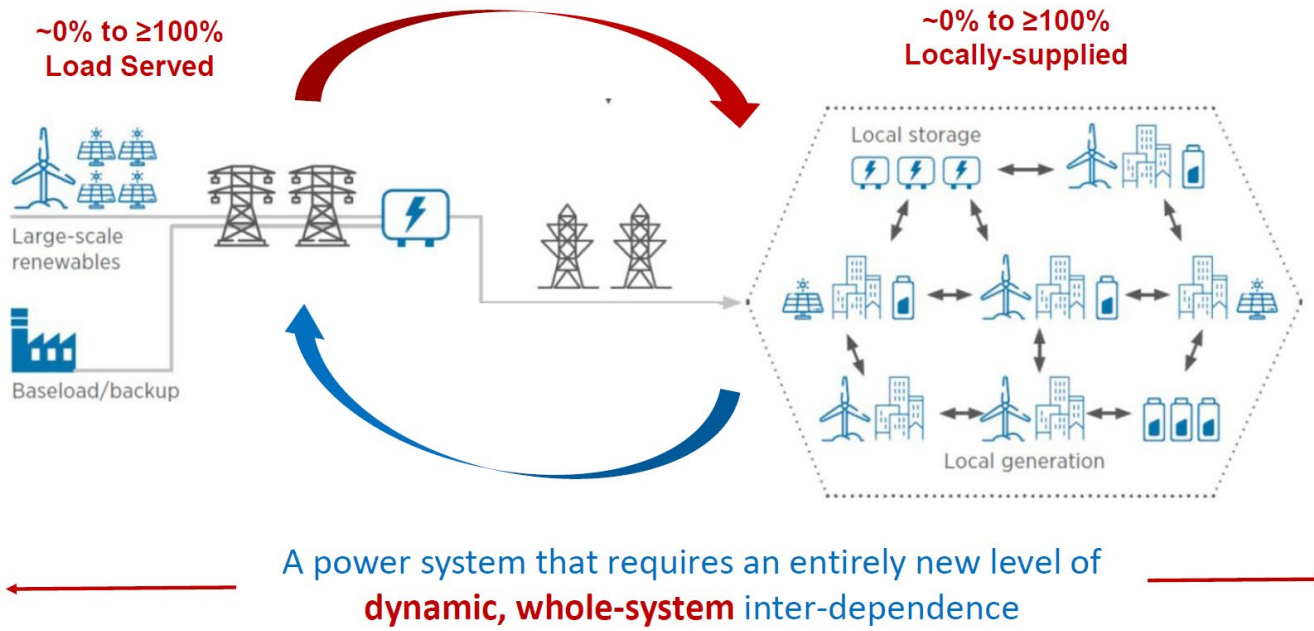 ~0% to ≥100%
Load Served
~0% to ≥100%
Locally-supplied
Large-scale
renewables
Baseload/backup
Local storage
Local generation
A power system that requires an entirely new level of
dynamic, whole-system inter-dependence